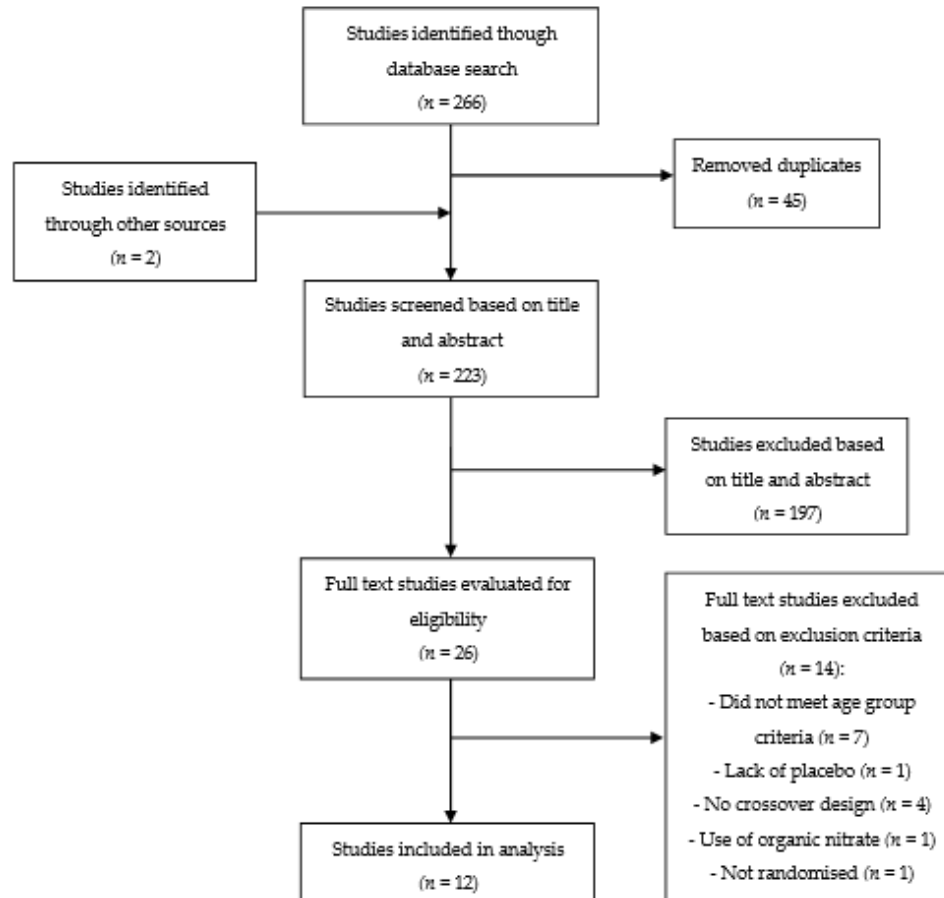 Studies identified though
database search
(n = 266)
Removed duplicates
(n = 45)
Studies identified
through other sources
(n = 2)
Studies screened based on title
and abstract
(n = 223)
Studies excluded based
on title and abstract
(n = 197)
Full text studies evaluated for
eligibility
(n = 26)
Full text studies excluded
based on exclusion criteria
(n = 14):
- Did not meet age group
criteria (n = 7)
- Lack of placebo (n = 1)
- No crossover design (n = 4)
- Use of organic nitrate (n = 1)
- Not randomised (n = 1)
Studies included in analysis
(n = 12)